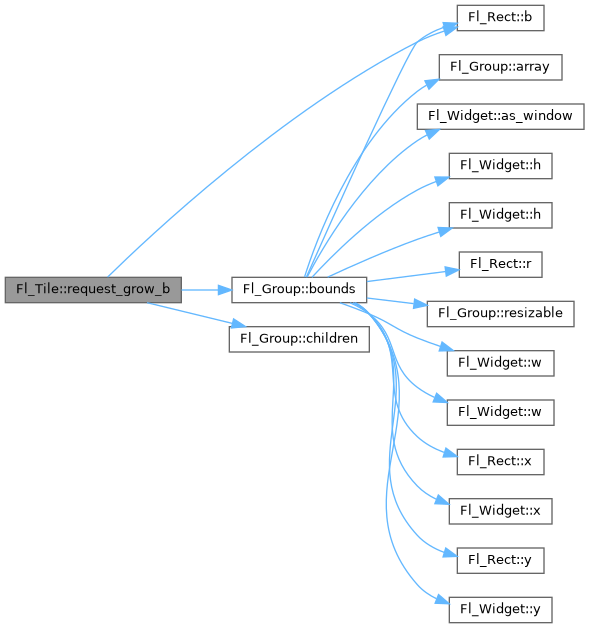 Fl_Rect::b
Fl_Group::array
Fl_Widget::as_window
Fl_Widget::h
Fl_Widget::h
Fl_Rect::r
Fl_Tile::request_grow_b
Fl_Group::bounds
Fl_Group::resizable
Fl_Group::children
Fl_Widget::w
Fl_Widget::w
Fl_Rect::x
Fl_Widget::x
Fl_Rect::y
Fl_Widget::y